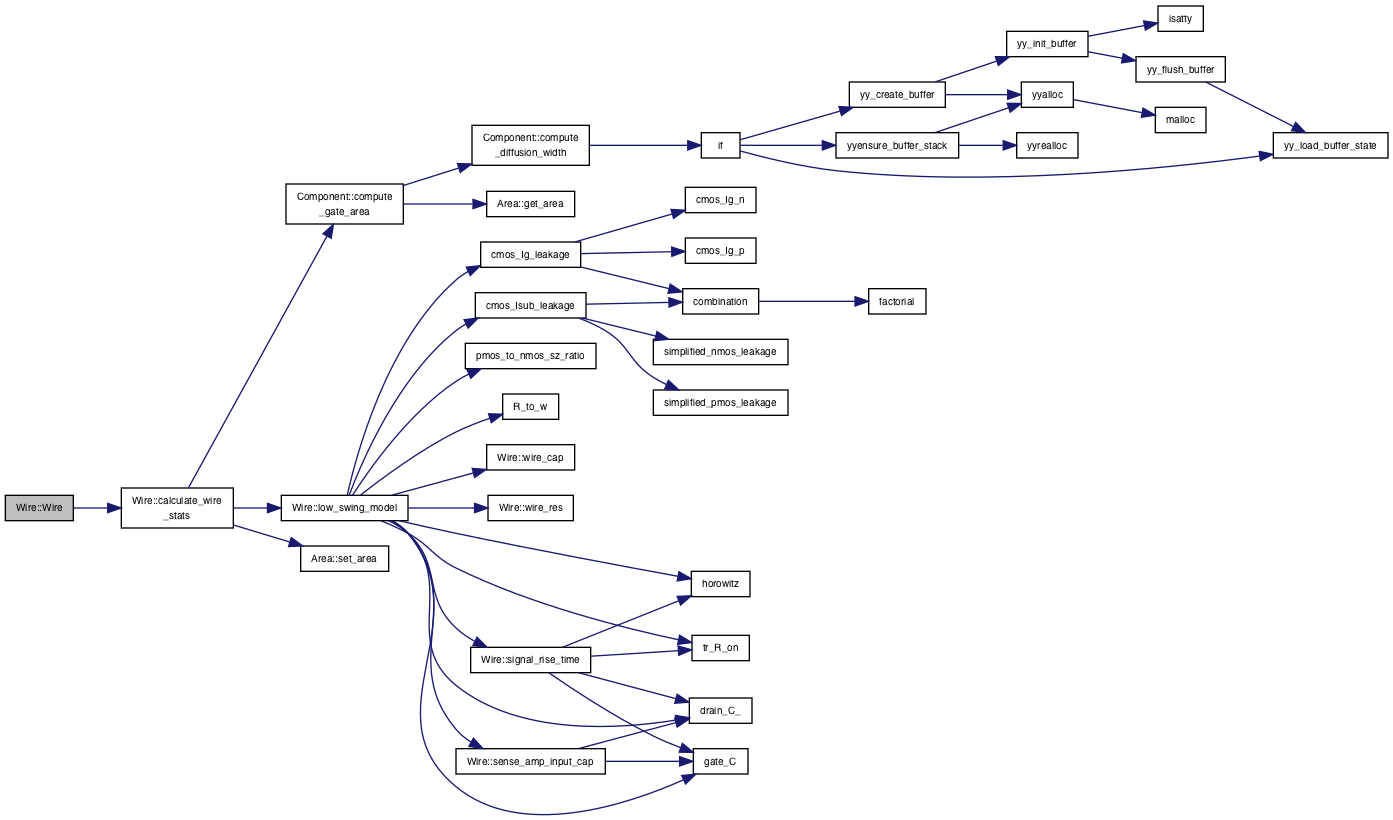 isatty
yy_init_buffer
yy_flush_buffer
yy_create_buffer
yyalloc
malloc
Component::compute
_diffusion_width
if
yyensure_buffer_stack
yyrealloc
yy_load_buffer_state
Component::compute
_gate_area
Area::get_area
cmos_Ig_n
cmos_Ig_leakage
cmos_Ig_p
cmos_Isub_leakage
combination
factorial
pmos_to_nmos_sz_ratio
simplified_nmos_leakage
R_to_w
simplified_pmos_leakage
Wire::wire_cap
Wire::Wire
Wire::calculate_wire
_stats
Wire::low_swing_model
Wire::wire_res
Area::set_area
horowitz
Wire::signal_rise_time
tr_R_on
drain_C_
Wire::sense_amp_input_cap
gate_C